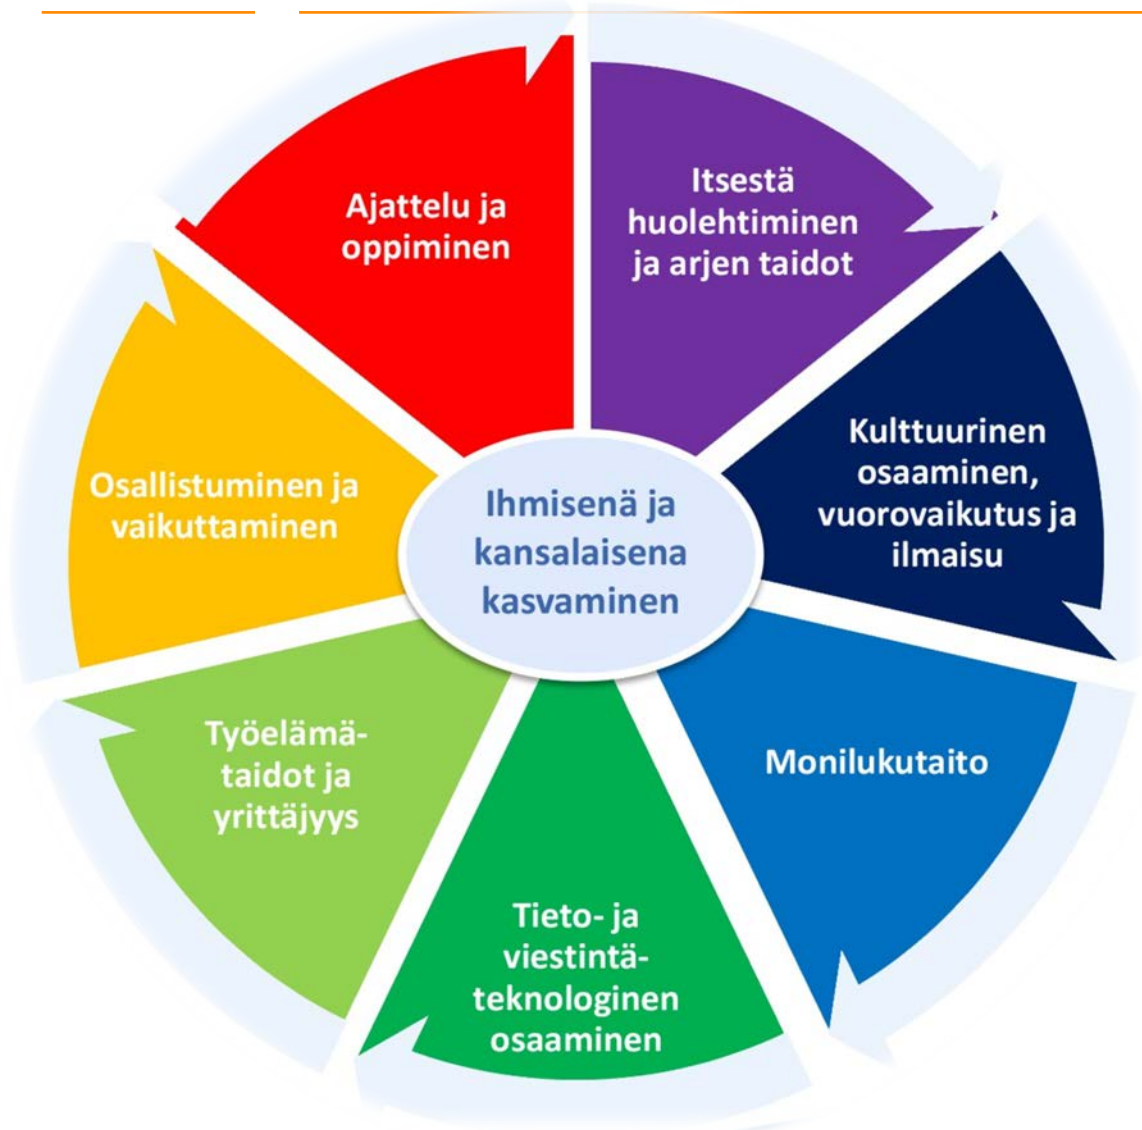 Ajattelu ja
oppiminen
Itsestä
huolehtiminen
ja arjen taidot
Kulttuurinen
osaaminen,
vuorovaikutus ja
ilmaisu
Monilukutaito
Tieto- ja
viestintä-
teknologinen
osaaminen
Työelämä-
taidot ja
yrittäjyys
Osallistuminen ja
vaikuttaminen
Ihmisenä ja
kansalaisena
kasvaminen